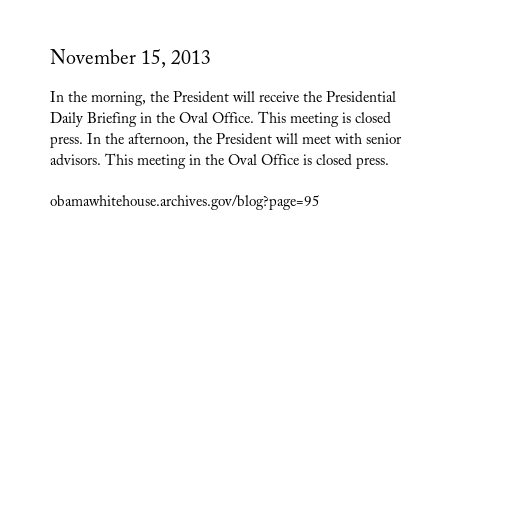 November 15, 2013
In the morning, the President will receive the Presidential
Daily Briefing in the Oval Office. This meeting is closed
press. In the afternoon, the President will meet with senior
advisors. This meeting in the Oval Office is closed press.
obamawhitehouse.archives.gov/blog?page=95